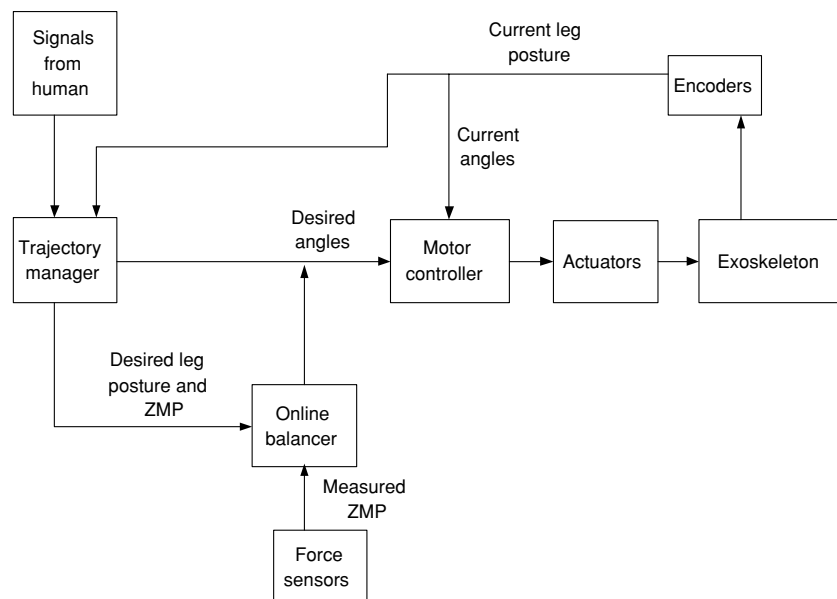 Signals
from
human
Current leg
posture
Encoders
Current
angles
Trajectory
manager
Desired
angles
Motor
controller
Actuators
Exoskeleton
Desired leg
posture and
ZMP
Online
balancer
Measured
ZMP
Force
sensors